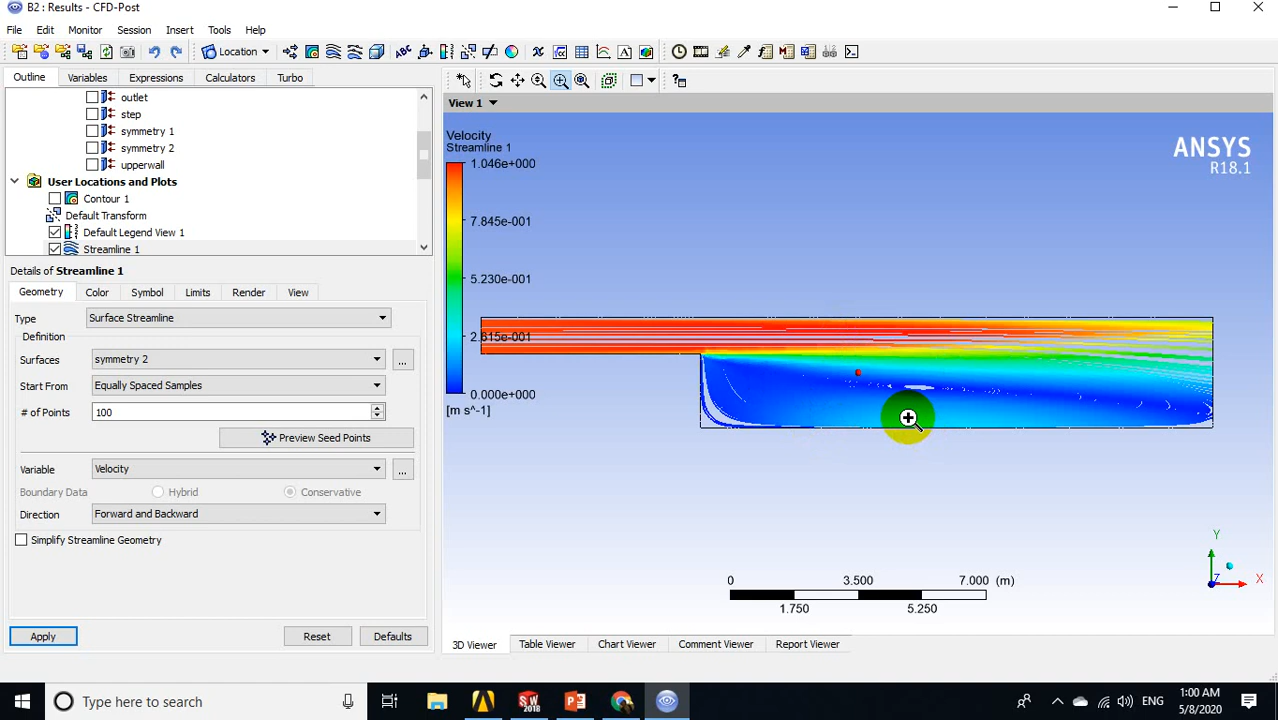 B2 : Results - CFD-Post
File Edit Monitor Session Insert Tools Help
Location
Outline Variables Expressions Calculators Turbo
outlet
step
symmetry 1
symmetry 2
upperwall
User Locations and Plots
Contour 1
Default Transform
Default Legend View 1
Streamline 1
Details of Streamline 1
Geometry Color Symbol Limits Render View
Type Surface Streamline
Definition
Surfaces symmetry 2 ...
Start From Equally Spaced Samples
# of Points 100
Preview Seed Points
Variable Velocity ...
Boundary Data Hybrid Conservative
Direction Forward and Backward
Simplify Streamline Geometry
Apply Reset Defaults
View 1
Velocity
Streamline 1
1.046e+000
7.845e-001
5.230e-001
2.615e-001
0.000e+000
[m s^-1]
ANSYS
R18.1
Y
X
Z
0 3.500 7.000 (m)
1.750 5.250
3D Viewer Table Viewer Chart Viewer Comment Viewer Report Viewer
Type here to search
SW
2018
ENG
1:00 AM
5/8/2020